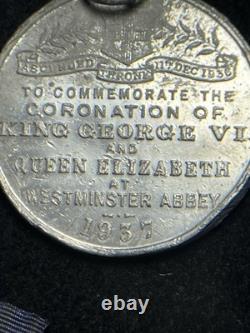 ASCENDED THRONE 11TH DEC 1936
TO COMMEMORATE THE
CORONATION OF
KING GEORGE VI
AND
QUEEN ELIZABETH
AT
WESTMINSTER ABBEY
1937